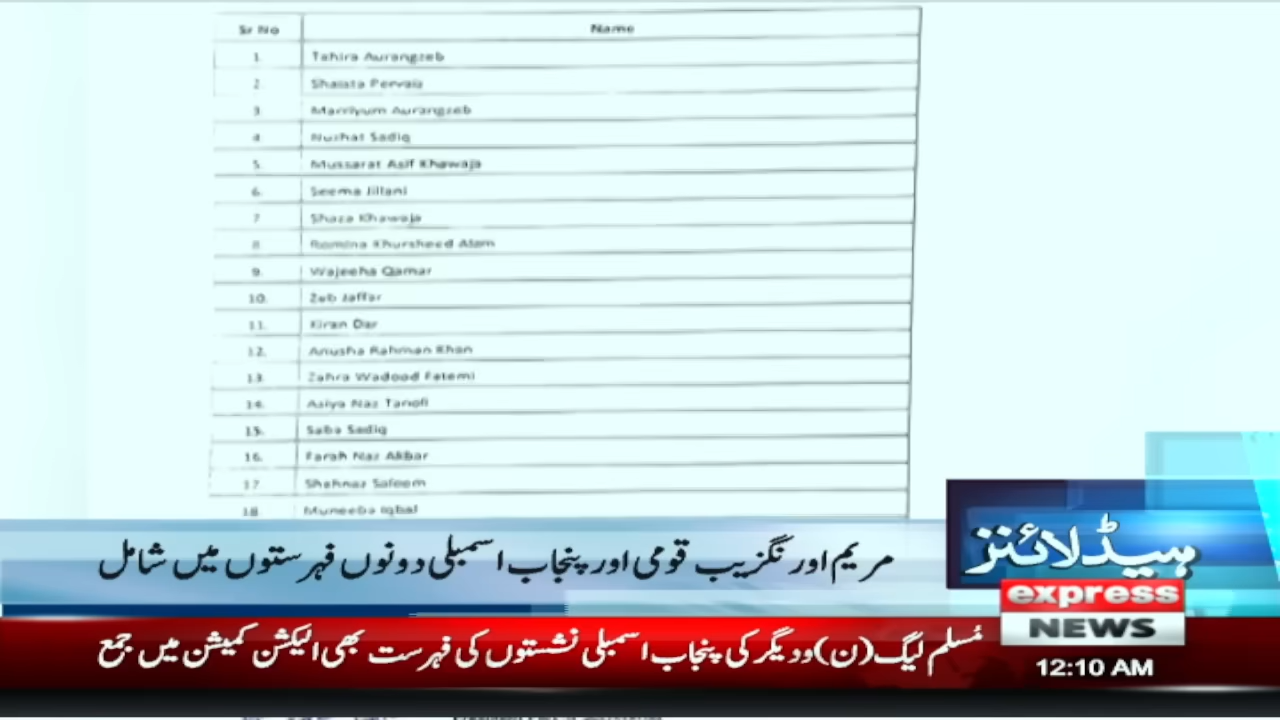 Sr No Name
1. Tahira Aurangzeb
2. Shaista Pervaiz
3. Marriyum Aurangzeb
4. Nuzhat Sadiq
5. Mussarat Asif Khawaja
6. Seema Jillani
7. Shaza Khawaja
8. Romina Khursheed Alam
9. Wajeeha Qamar
10. Zeb Jaffar
11. Kiran Dar
12. Anusha Rahman Khan
13. Zahra Wadood Fatemi
14. Asiya Naz Tanoli
15. Saba Sadiq
16. Farah Naz Akbar
17. Shahnaz Saleem
18. Muneeba Iqbal
مریم اورنگزیب قومی اور پنجاب اسمبلی دونوں فہرستوں میں شامل
ہیڈلائنز
express
NEWS
12:10 AM
مُسلم لیگ(ن)ودیگر کی پنجاب اسمبلی نشستوں کی فہرست بھی الیکشن کمیشن میں جمع